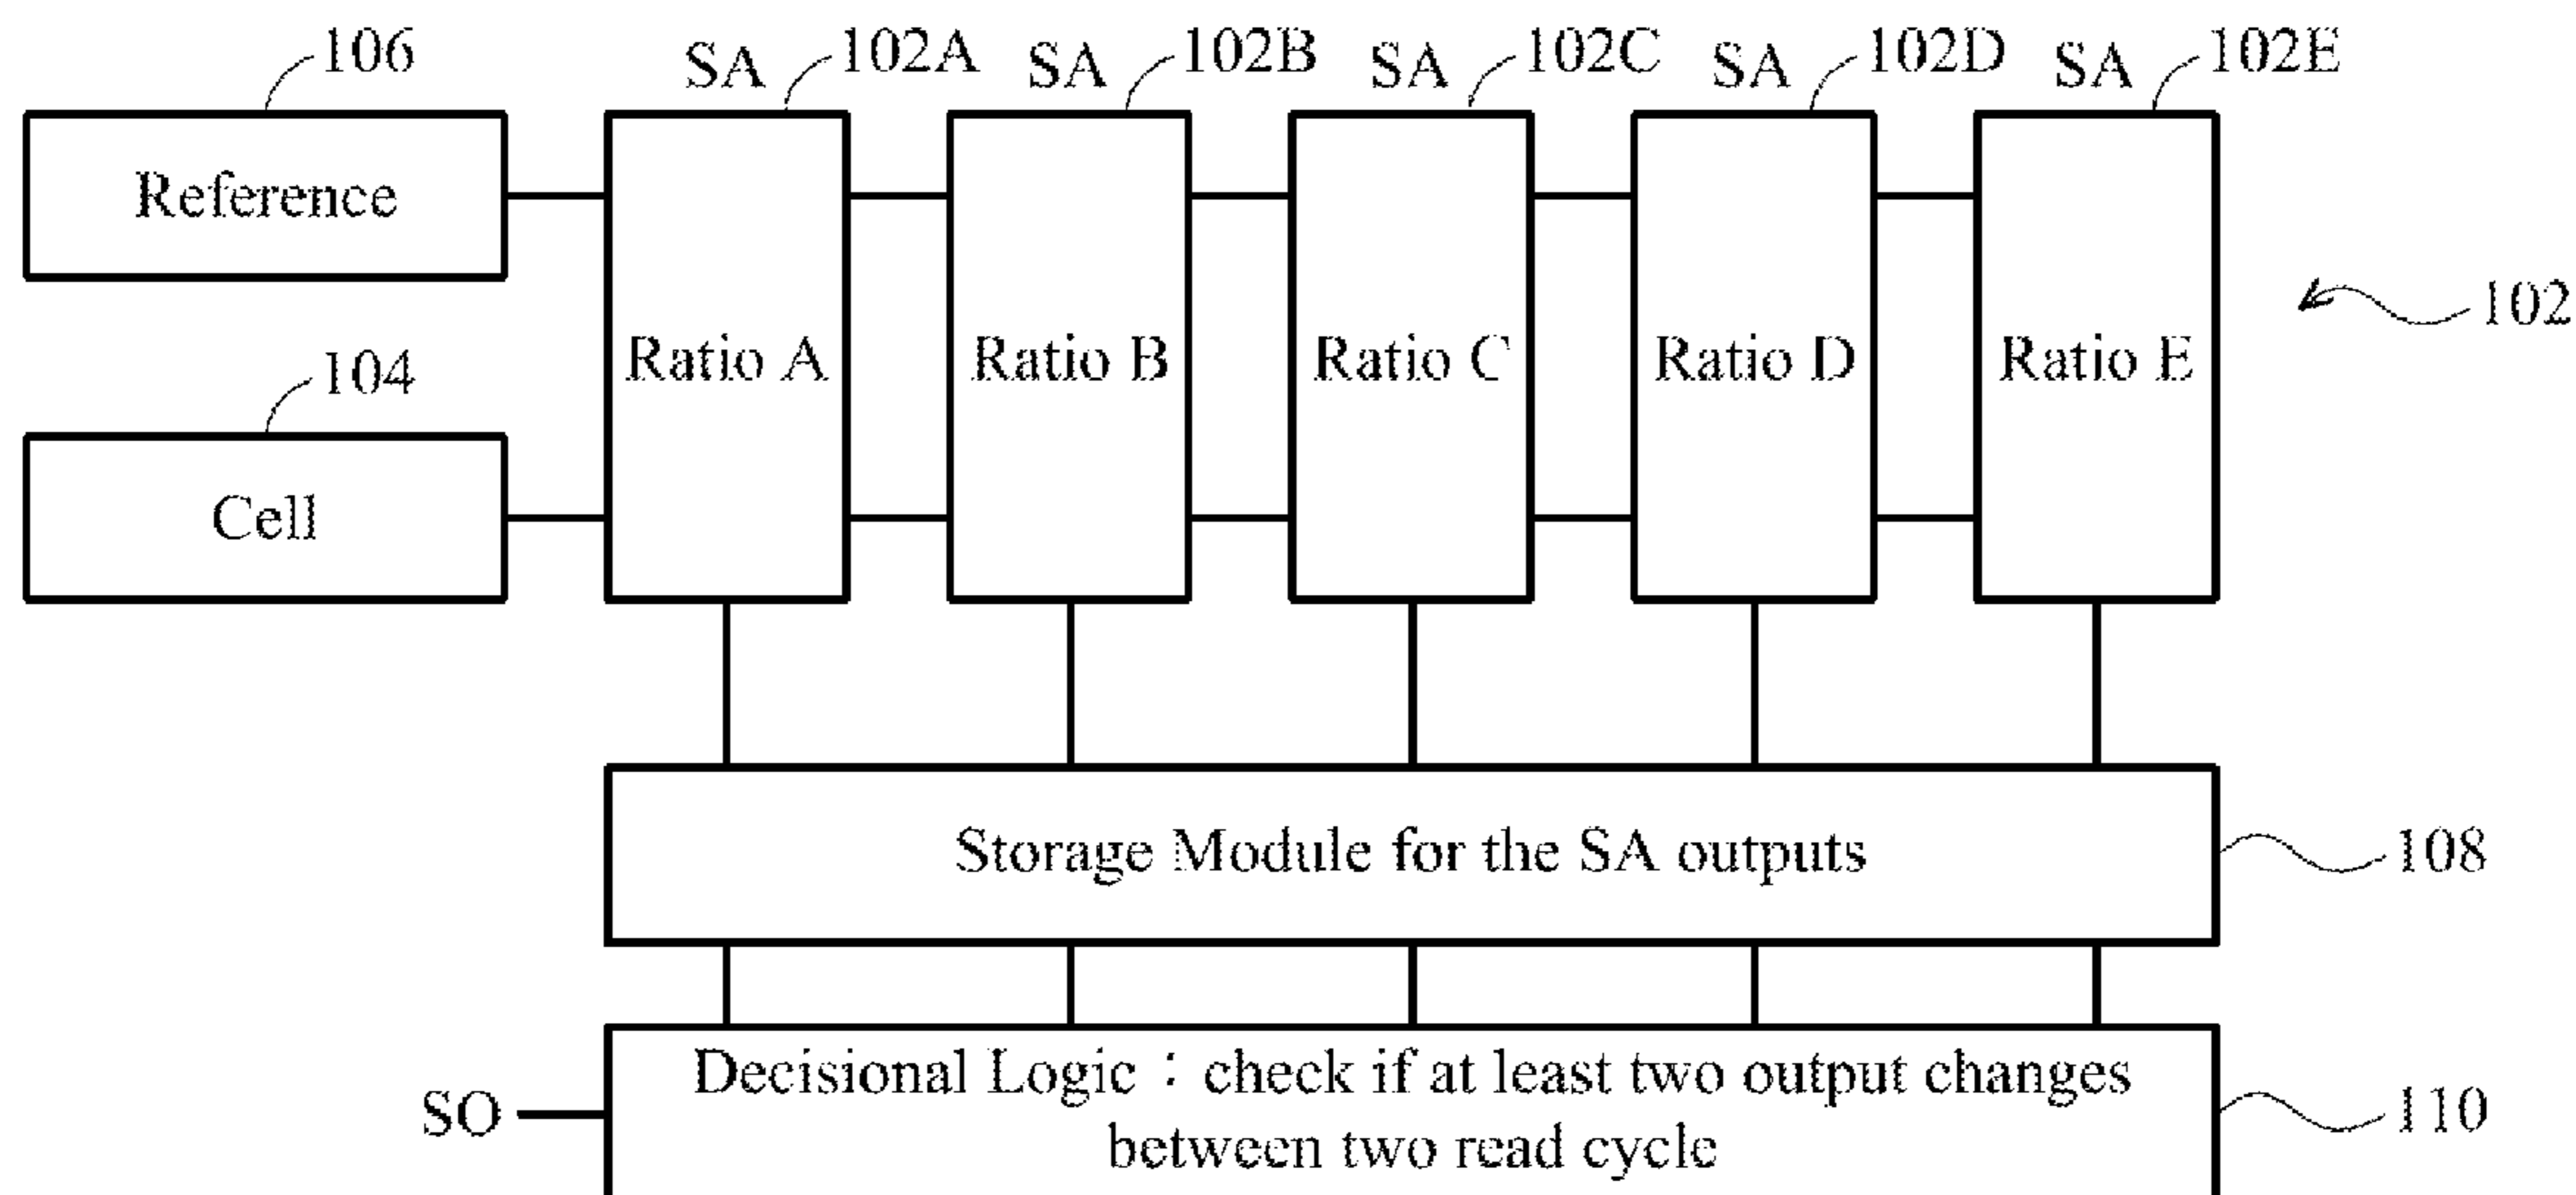 106
SA
102A
SA
102B
SA
102C
SA
102D
SA
102E
Reference
102
104
Ratio A
Ratio B
Ratio C
Ratio D
Ratio E
Cell
Storage Module for the SA outputs
108
Decisional Logic : check if at least two output changes
between two read cycle
SO
110